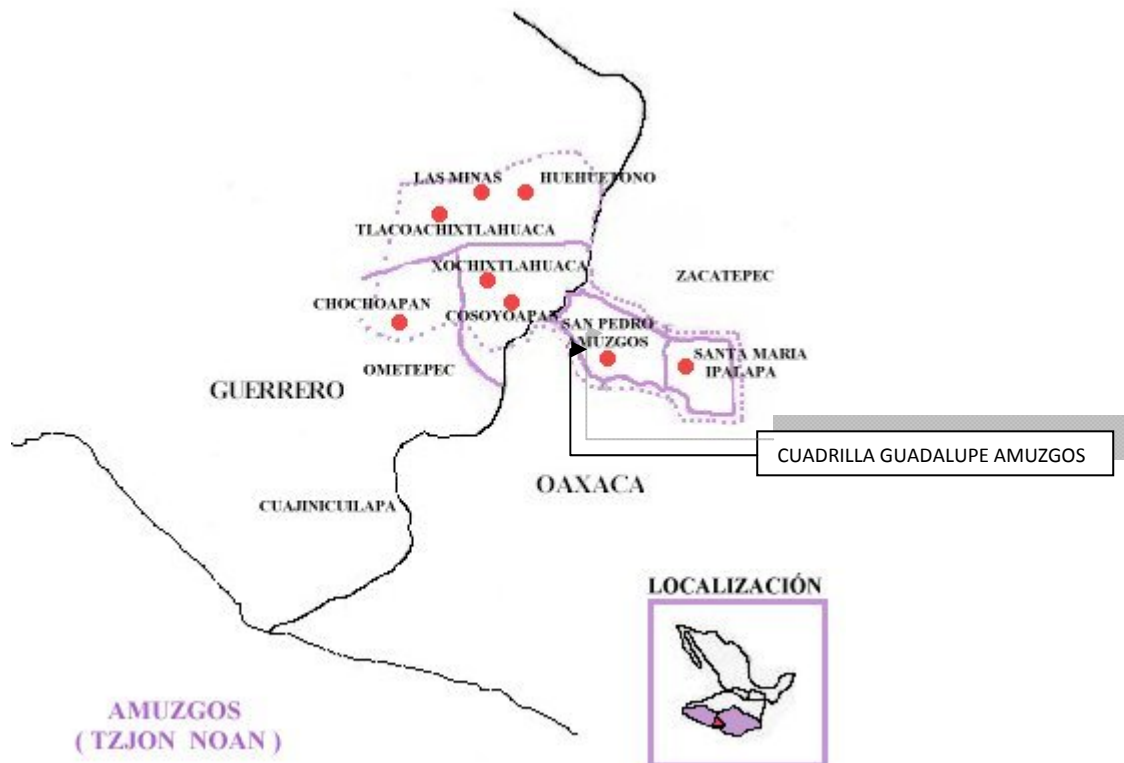 LAS MINAS
HUEHUETONO
TLACOACHIXTLAHUACA
XOCHIXTLAHUACA
ZACATEPEC
CHOCHOAPAN
COSOYOAPAN
SAN PEDRO
AMUZGOS
SANTA MARIA
IPALAPA
OMETEPEC
GUERRERO
CUADRILLA GUADALUPE AMUZGOS
OAXACA
CUAJINICUILAPA
LOCALIZACIÓN
AMUZGOS
( TZJON NOAN )